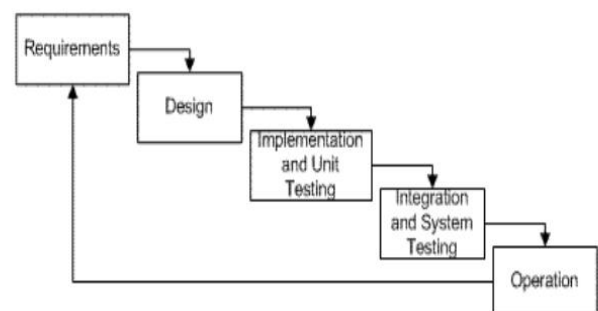 Requirements
Design
Implementation
and Unit
Testing
Integration
and System
Testing
Operation